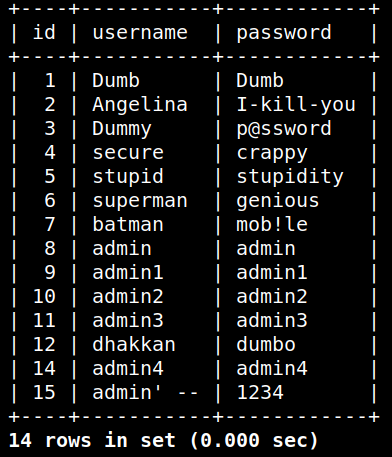 +----+-----------+------------+
| id | username  | password   |
+----+-----------+------------+
|  1 | Dumb      | Dumb       |
|  2 | Angelina  | I-kill-you |
|  3 | Dummy     | p@ssword   |
|  4 | secure    | crappy     |
|  5 | stupid    | stupidity  |
|  6 | superman  | genious    |
|  7 | batman    | mob!le     |
|  8 | admin     | admin      |
|  9 | admin1    | admin1     |
| 10 | admin2    | admin2     |
| 11 | admin3    | admin3     |
| 12 | dhakkan   | dumbo      |
| 14 | admin4    | admin4     |
| 15 | admin' -- | 1234       |
+----+-----------+------------+
14 rows in set (0.000 sec)